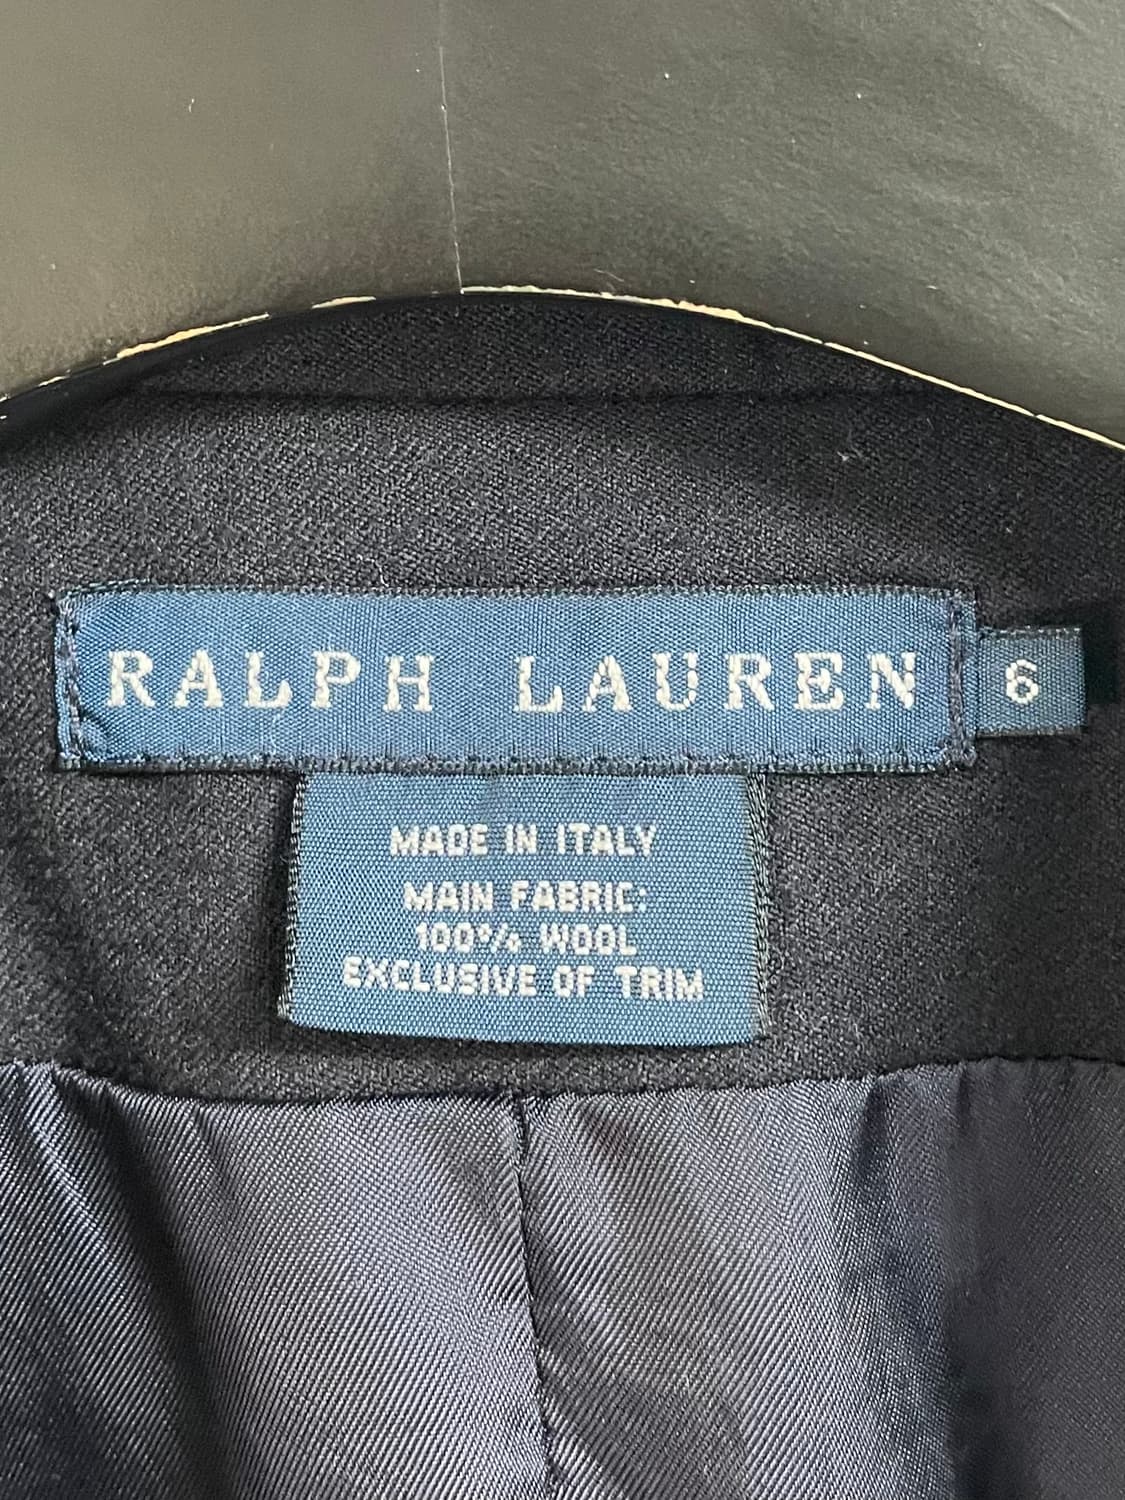 RALPH LAUREN 6
MADE IN ITALY
MAIN FABRIC:
100% WOOL
EXCLUSIVE OF TRIM